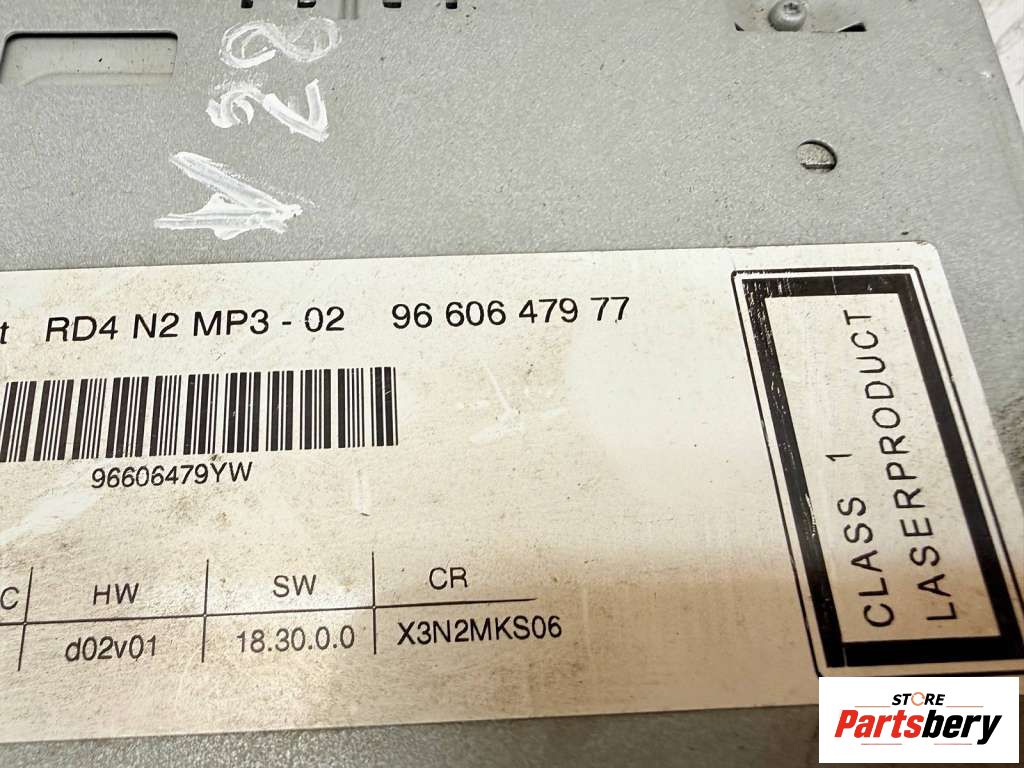 128
t RD4 N2 MP3 - 02 96 606 479 77
96606479YW
C HW SW CR
d02v01 18.30.0.0 X3N2MKS06
CLASS 1
LASERPRODUCT
STORE
Partsbery